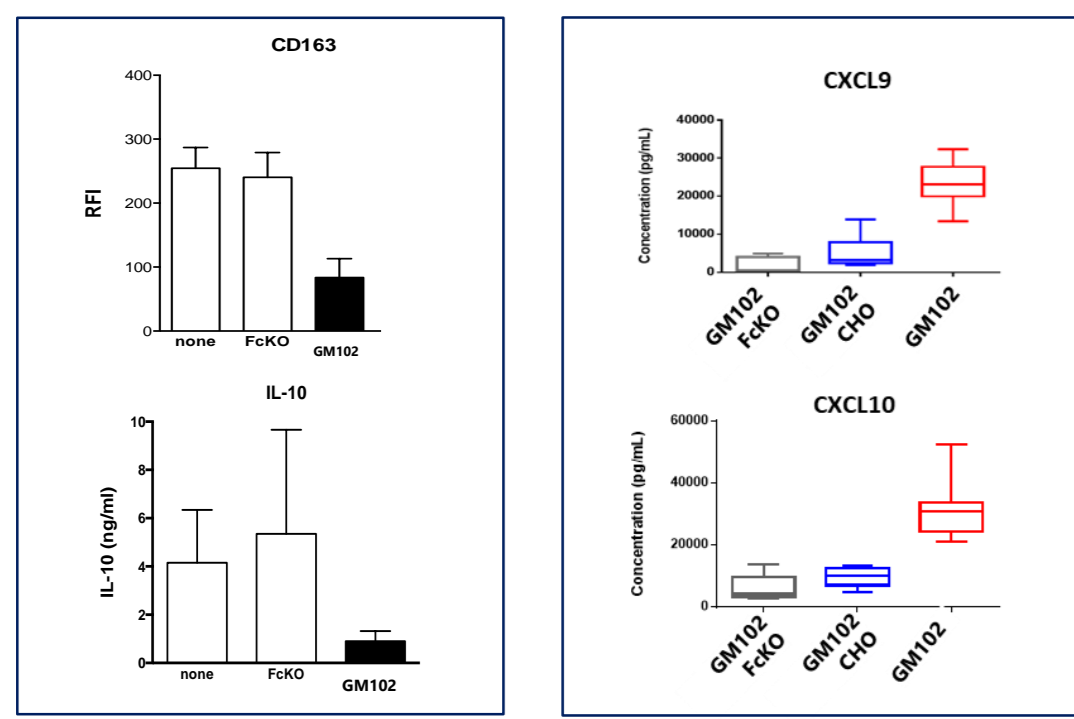 CD163
RFI
400
300
200
100
0
none FcKO GM102
IL-10
IL-10 (ng/ml)
10
8
6
4
2
0
none FcKO GM102
CXCL9
Concentration (pg/mL)
40000
30000
20000
10000
0
GM102
FcKO
GM102
CHO
GM102
CXCL10
Concentration (pg/mL)
60000
40000
20000
0
GM102
FcKO
GM102
CHO
GM102